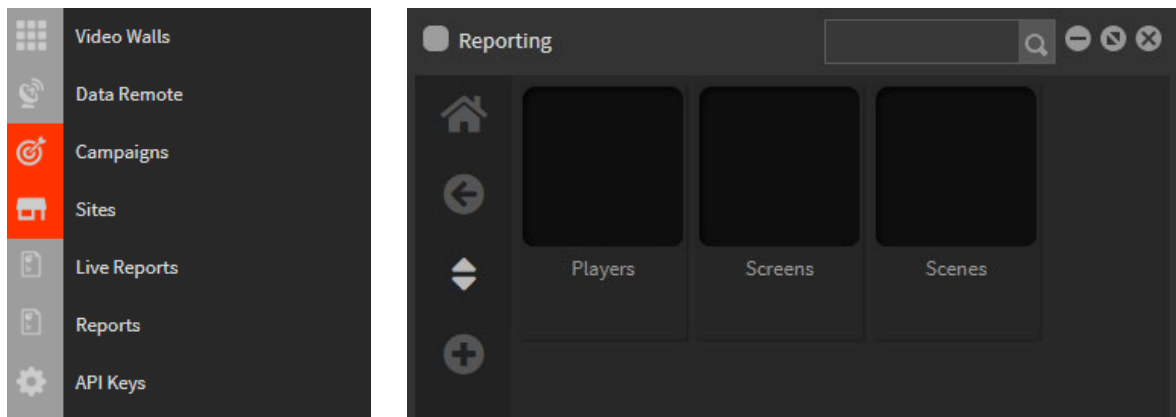 Video Walls
Data Remote
Campaigns
Sites
Live Reports
Reports
API Keys
Reporting
Players
Screens
Scenes